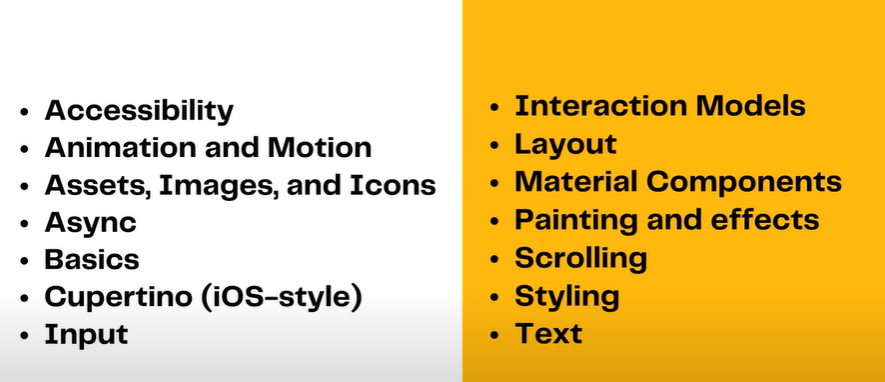 • Accessibility
• Animation and Motion
• Assets, Images, and Icons
• Async
• Basics
• Cupertino (iOS-style)
• Input
• Interaction Models
• Layout
• Material Components
• Painting and effects
• Scrolling
• Styling
• Text